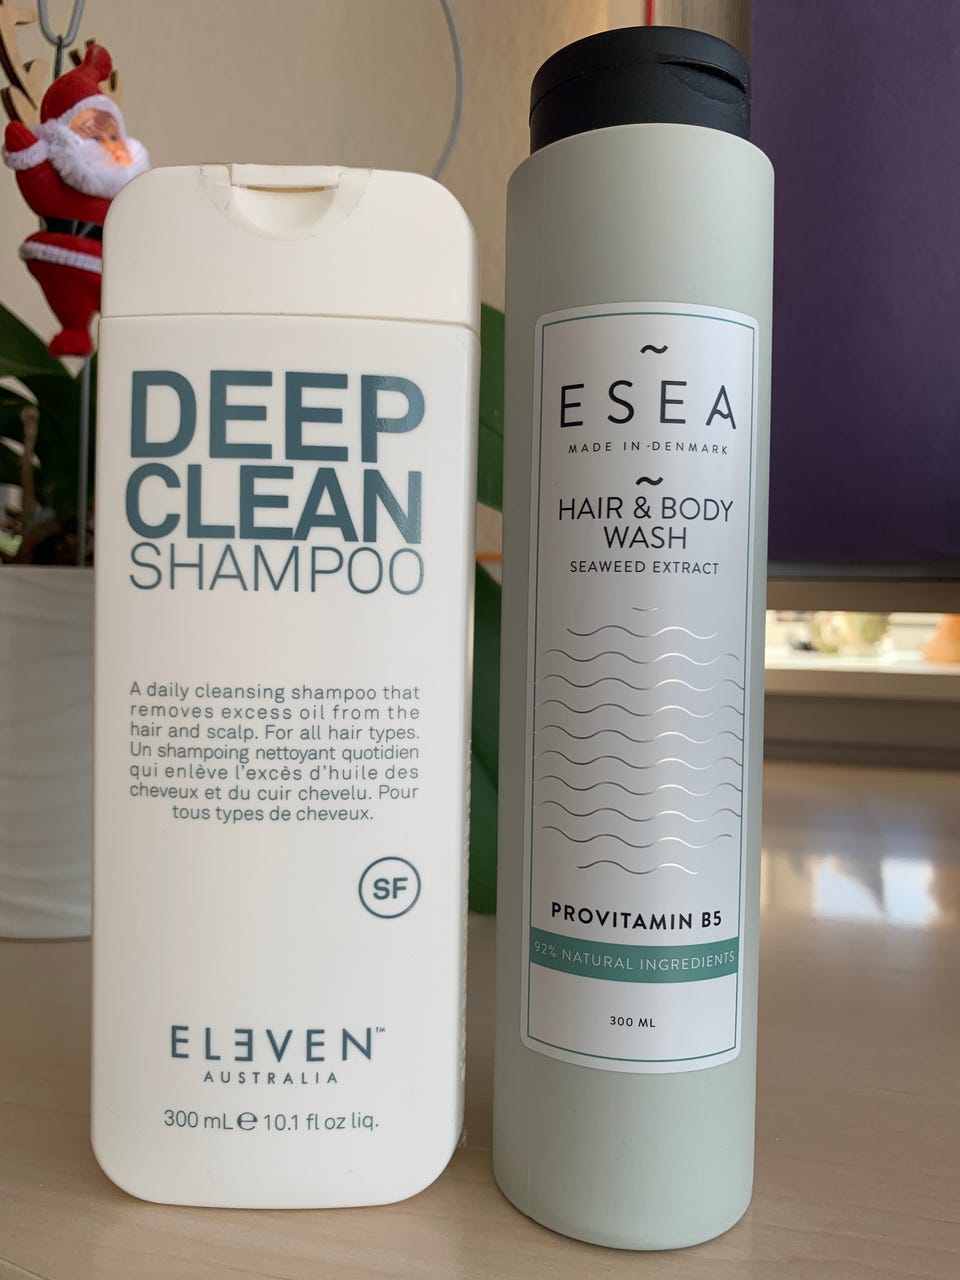 DEEP
CLEAN
SHAMPOO
A daily cleansing shampoo that
removes excess oil from the
hair and scalp. For all hair types.
Un shampoing nettoyant quotidien
qui enlève l'excès d'huile des
cheveux et du cuir chevelu. Pour
tous types de cheveux.
SF
ELEVEN™
AUSTRALIA
300 mL ℮ 10.1 fl oz liq.
~
ESEA
MADE IN DENMARK
~
HAIR & BODY
WASH
SEAWEED EXTRACT
PROVITAMIN B5
92% NATURAL INGREDIENTS
300 ML